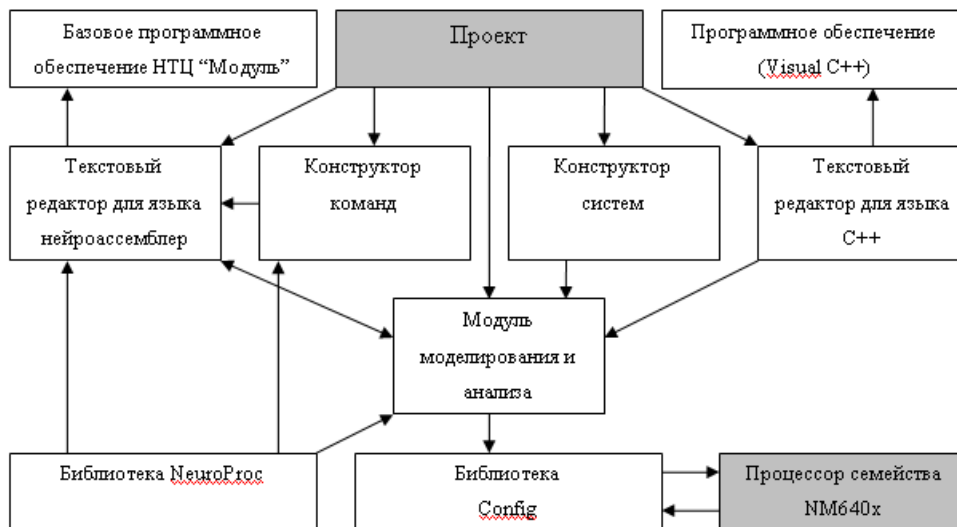 Базовое программное
обеспечение НТЦ “Модуль”
Проект
Программное обеспечение
(Visual C++)
Текстовый
редактор для языка
нейроассемблер
Конструктор
команд
Конструктор
систем
Текстовый
редактор для языка
C++
Модуль
моделирования и
анализа
Библиотека NeuroProc
Библиотека
Config
Процессор семейства
NM640x